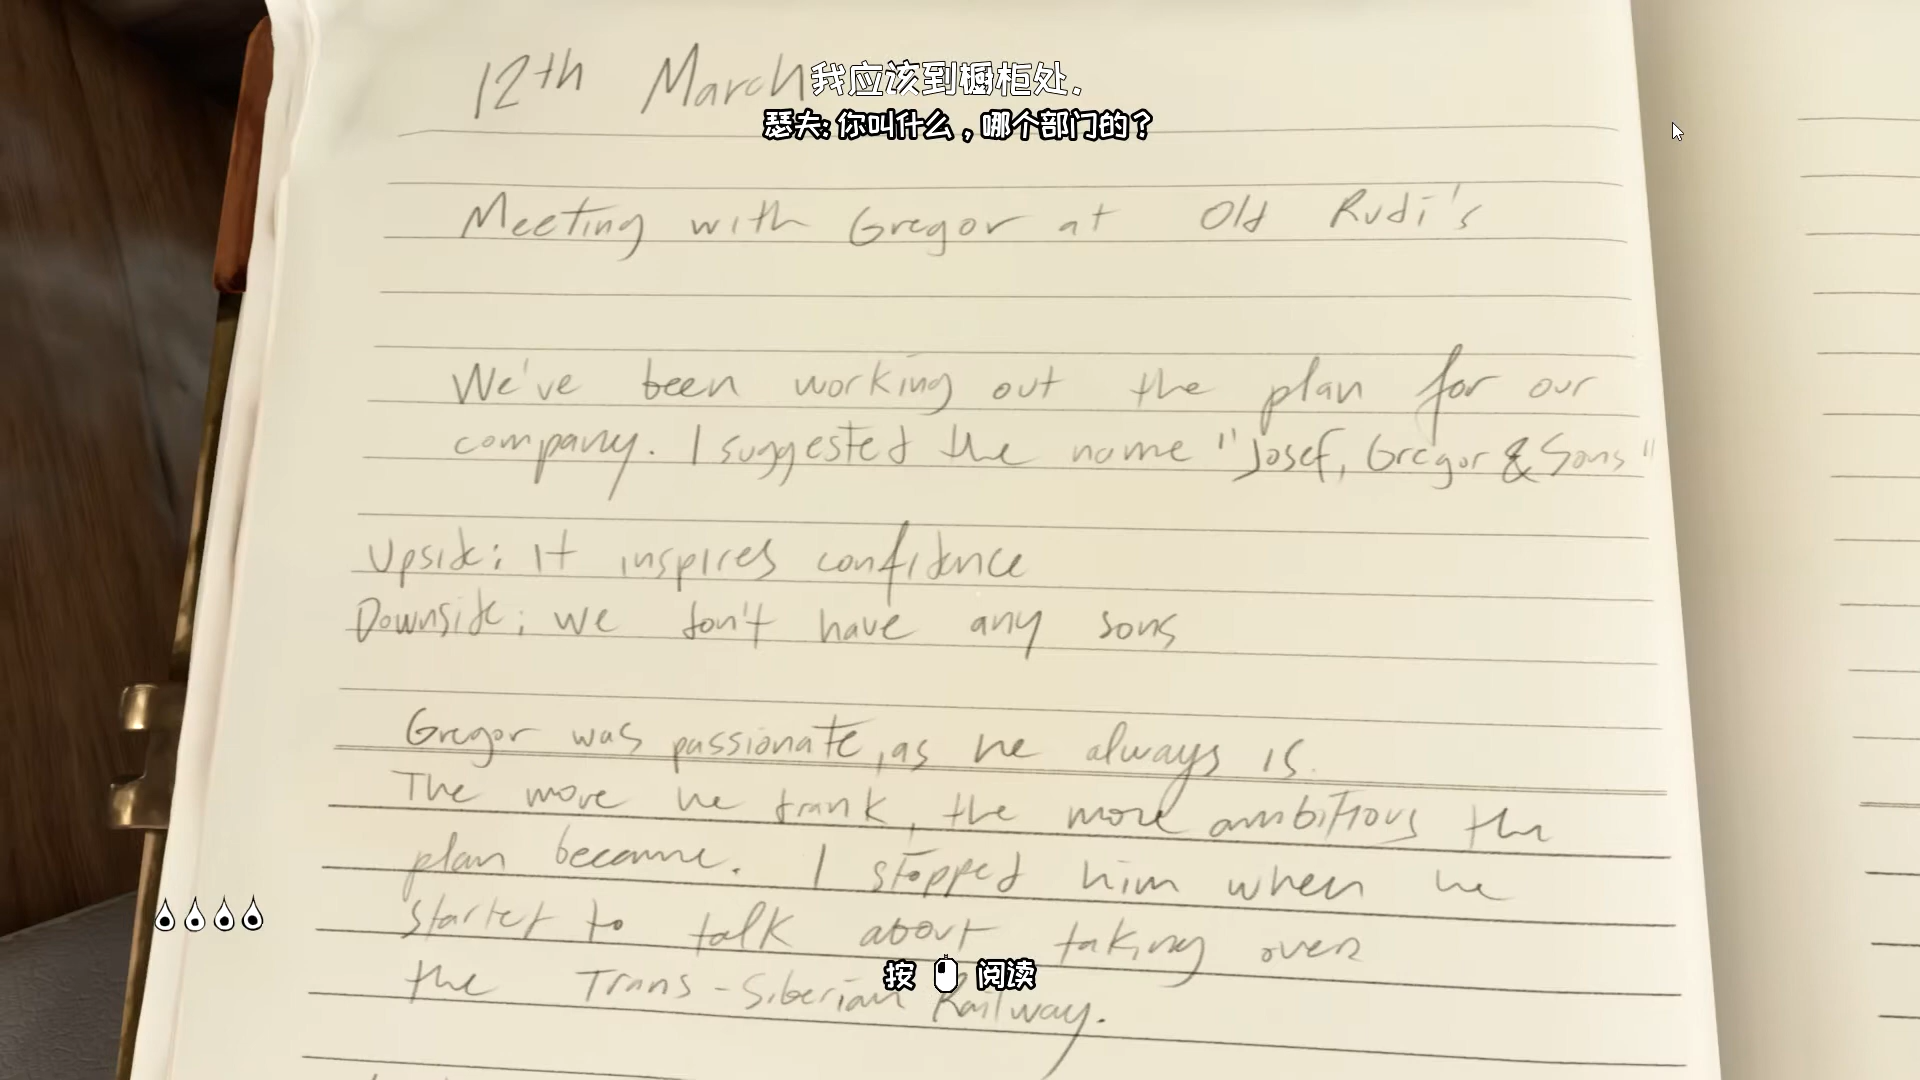 12th March
我应该到橱柜处.
瑟夫: 你叫什么，哪个部门的？
Meeting with Gregor at Old Rudi's
We've been working out the plan for our
company. I suggested the name "Josef, Gregor & Sons"
Upside: It inspires confidence
Downside: we don't have any sons
Gregor was passionate, as he always is.
The more he drank, the more ambitious the
plan became. I stopped him when he
started to talk about taking over
the Trans-Siberian Railway.
按 阅读